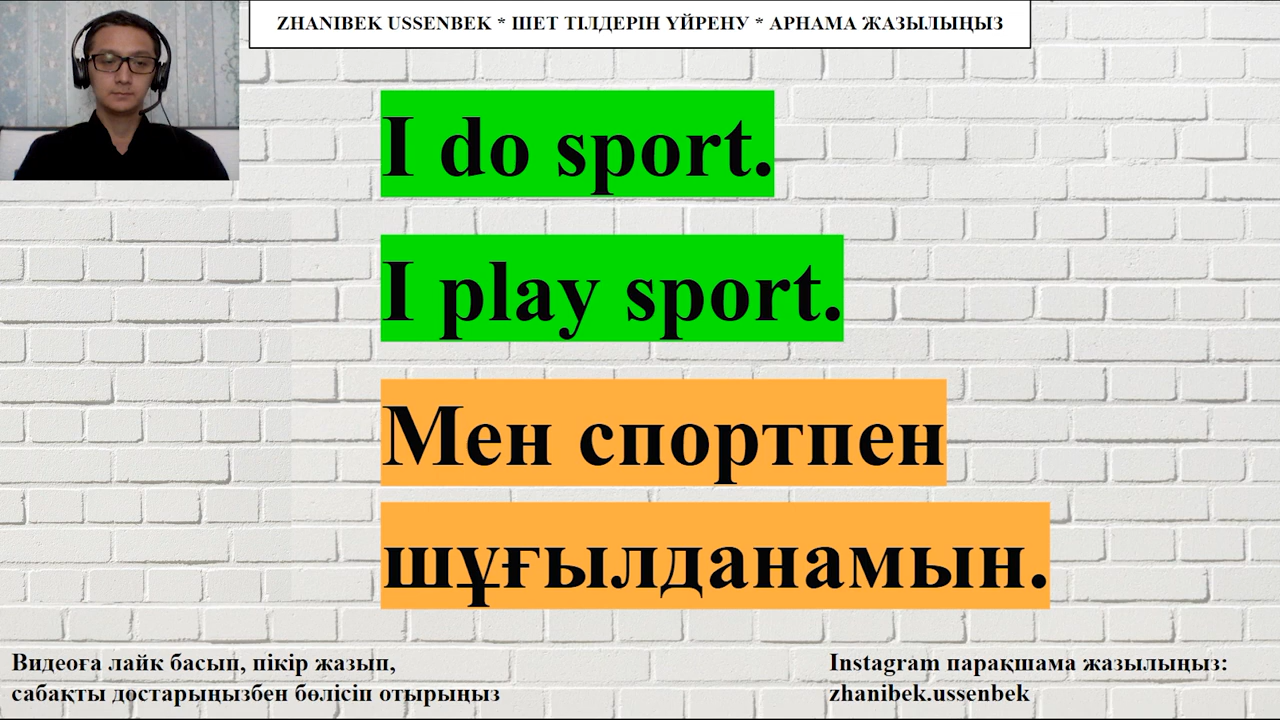 ZHANIBEK USSENBEK * ШЕТ ТІЛДЕРІН ҮЙРЕНУ * АРНАМА ЖАЗЫЛЫҢЫЗ
I do sport.
I play sport.
Мен спортпен
шұғылданамын.
Видеоға лайк басып, пікір жазып,
сабақты достарыңызбен бөлісіп отырыңыз
Instagram парақшама жазылыңыз:
zhanibek.ussenbek